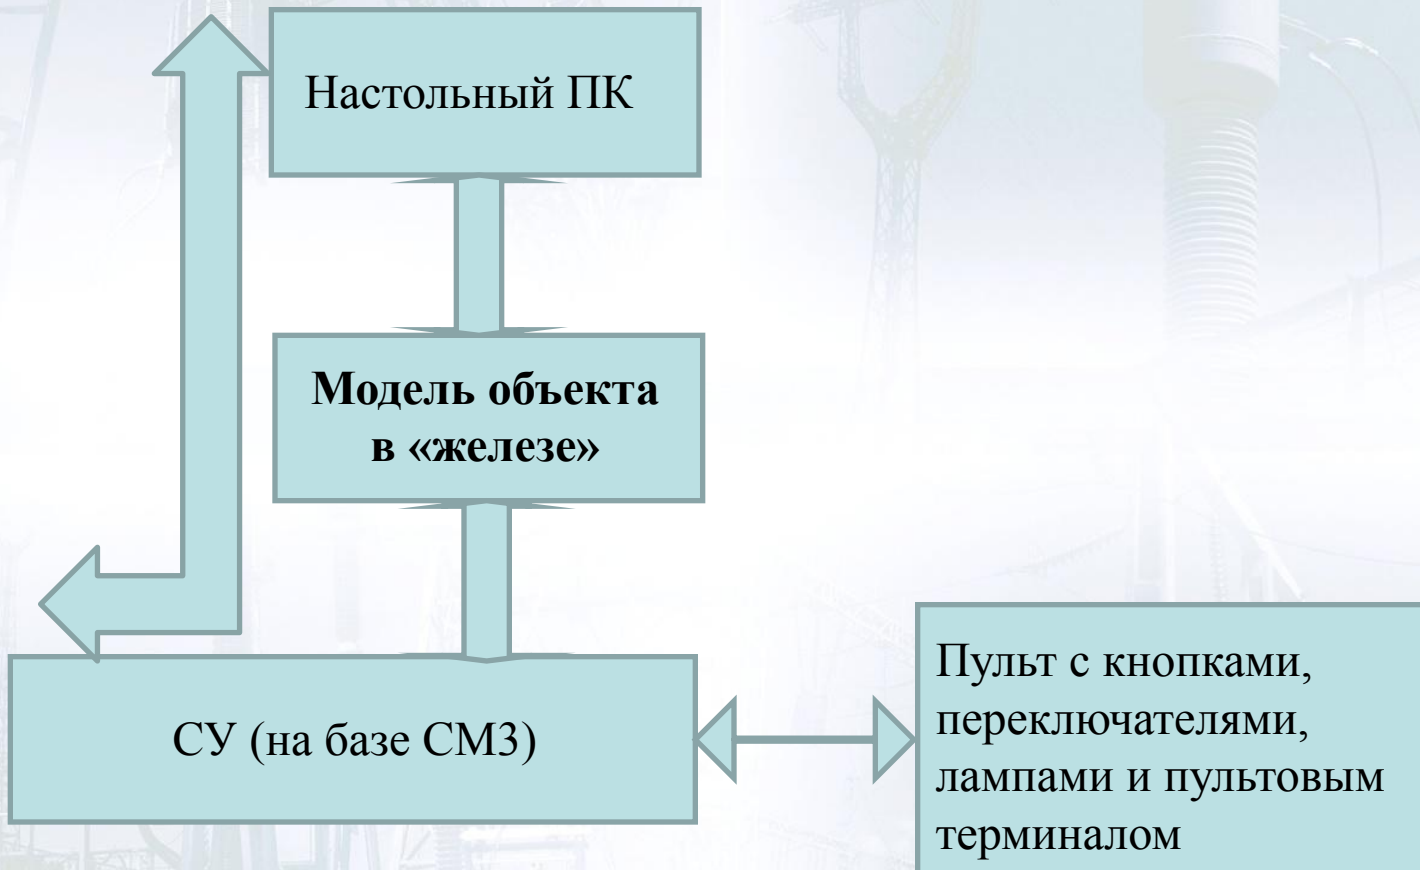 Настольный ПК
Модель объекта
в «железе»
СУ (на базе СМ3)
Пульт с кнопками,
переключателями,
лампами и пультовым
терминалом